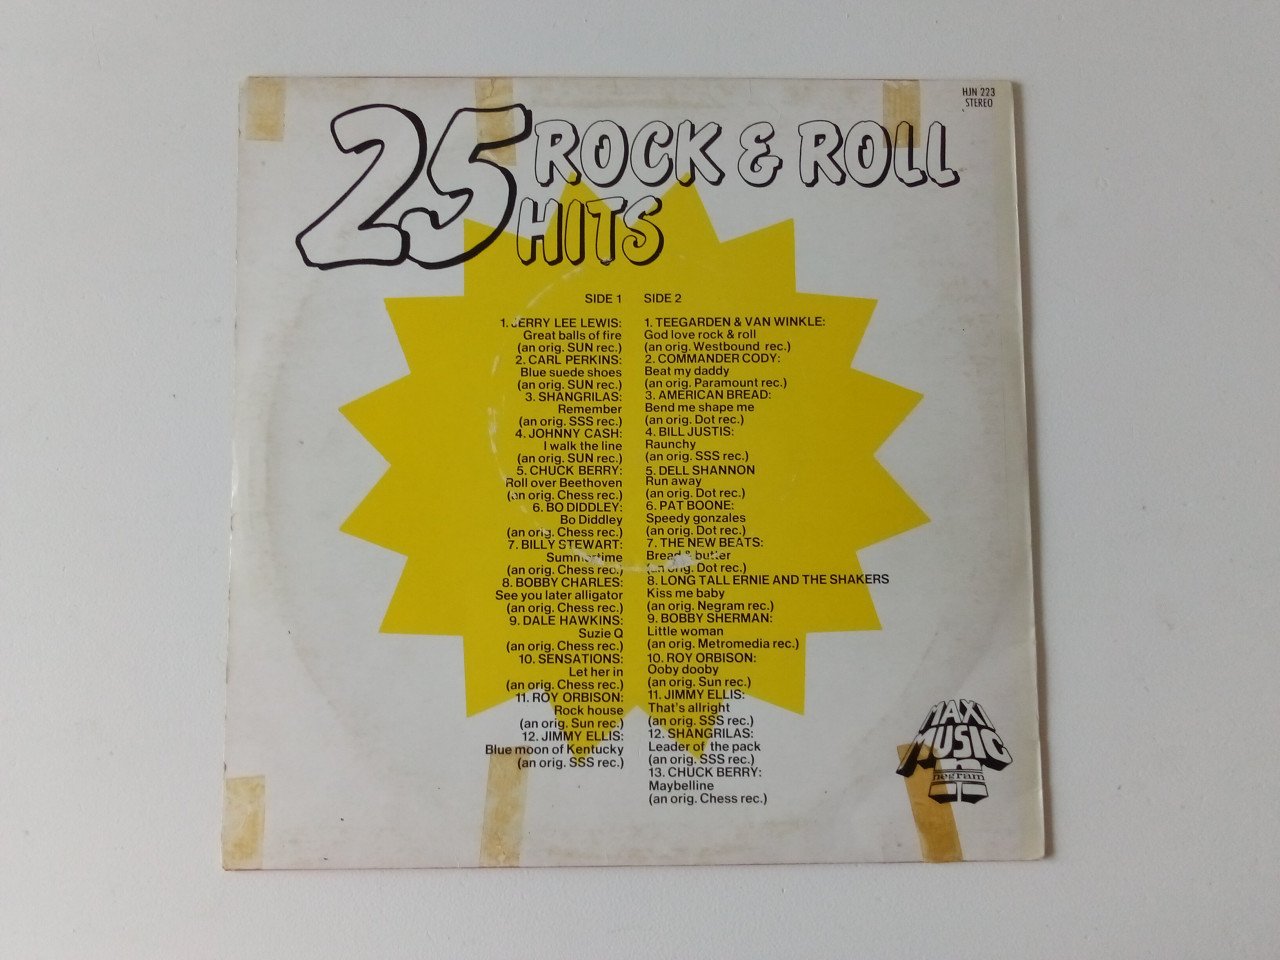 HJN 223
STEREO
25 ROCK & ROLL
HITS
SIDE 1
1. JERRY LEE LEWIS:
Great balls of fire
(an orig. SUN rec.)
2. CARL PERKINS:
Blue suede shoes
(an orig. SUN rec.)
3. SHANGRILAS:
Remember
(an orig. SSS rec.)
4. JOHNNY CASH:
I walk the line
(an orig. SUN rec.)
5. CHUCK BERRY:
Roll over Beethoven
(an orig. Chess rec.)
6. BO DIDDLEY:
Bo Diddley
(an orig. Chess rec.)
7. BILLY STEWART:
Summertime
(an orig. Chess rec.)
8. BOBBY CHARLES:
See you later alligator
(an orig. Chess rec.)
9. DALE HAWKINS:
Suzie Q
(an orig. Chess rec.)
10. SENSATIONS:
Let her in
(an orig. Chess rec.)
11. ROY ORBISON:
Rock house
(an orig. Sun rec.)
12. JIMMY ELLIS:
Blue moon of Kentucky
(an orig. SSS rec.)
SIDE 2
1. TEEGARDEN & VAN WINKLE:
God love rock & roll
(an orig. Westbound rec.)
2. COMMANDER CODY:
Beat my daddy
(an orig. Paramount rec.)
3. AMERICAN BREAD:
Bend me shape me
(an orig. Dot rec.)
4. BILL JUSTIS:
Raunchy
(an orig. SSS rec.)
5. DELL SHANNON
Run away
(an orig. Dot rec.)
6. PAT BOONE:
Speedy gonzales
(an orig. Dot rec.)
7. THE NEW BEATS:
Bread & butter
(an orig. Dot rec.)
8. LONG TALL ERNIE AND THE SHAKERS
Kiss me baby
(an orig. Negram rec.)
9. BOBBY SHERMAN:
Little woman
(an orig. Metromedia rec.)
10. ROY ORBISON:
Ooby dooby
(an orig. Sun rec.)
11. JIMMY ELLIS:
That's allright
(an orig. SSS rec.)
12. SHANGRILAS:
Leader of the pack
(an orig. SSS rec.)
13. CHUCK BERRY:
Maybelline
(an orig. Chess rec.)
MAXI
MUSIC
negram